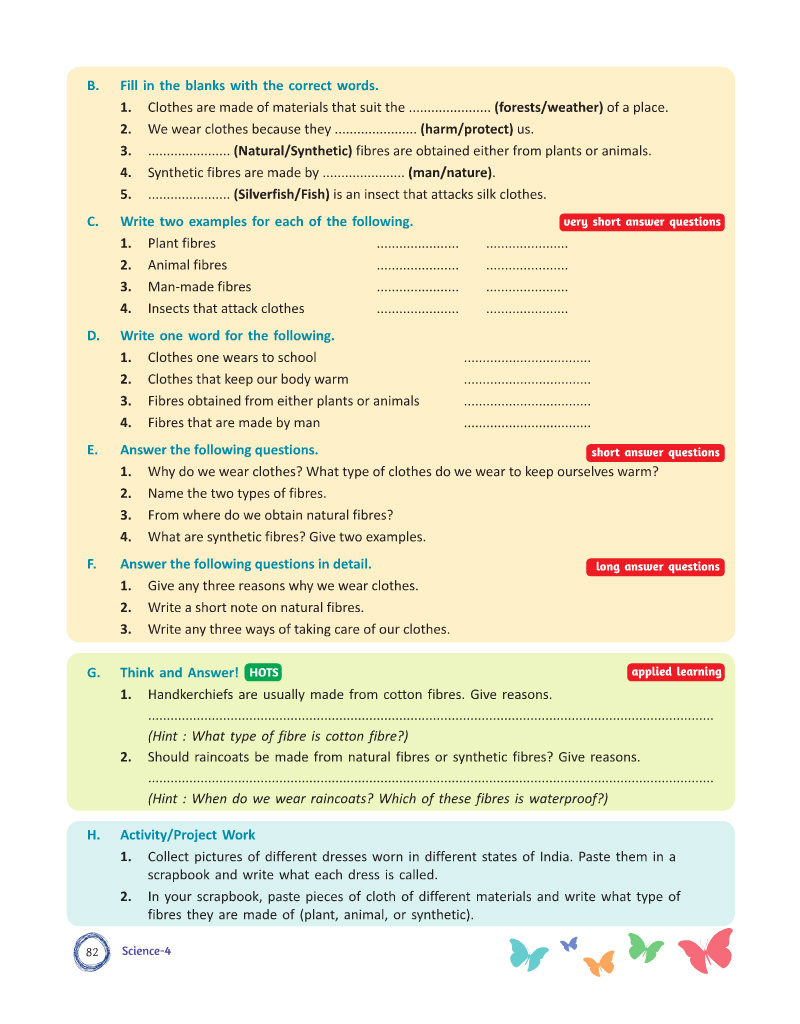 B. Fill in the blanks with the correct words.
1. Clothes are made of materials that suit the ...................... (forests/weather) of a place.
2. We wear clothes because they ...................... (harm/protect) us.
3. ...................... (Natural/Synthetic) fibres are obtained either from plants or animals.
4. Synthetic fibres are made by ...................... (man/nature).
5. ...................... (Silverfish/Fish) is an insect that attacks silk clothes.
C. Write two examples for each of the following. very short answer questions
1. Plant fibres ...................... ......................
2. Animal fibres ...................... ......................
3. Man-made fibres ...................... ......................
4. Insects that attack clothes ...................... ......................
D. Write one word for the following.
1. Clothes one wears to school ..................................
2. Clothes that keep our body warm ..................................
3. Fibres obtained from either plants or animals ..................................
4. Fibres that are made by man ..................................
E. Answer the following questions. short answer questions
1. Why do we wear clothes? What type of clothes do we wear to keep ourselves warm?
2. Name the two types of fibres.
3. From where do we obtain natural fibres?
4. What are synthetic fibres? Give two examples.
F. Answer the following questions in detail. long answer questions
1. Give any three reasons why we wear clothes.
2. Write a short note on natural fibres.
3. Write any three ways of taking care of our clothes.
G. Think and Answer! HOTS applied learning
1. Handkerchiefs are usually made from cotton fibres. Give reasons.
.......................................................................................................................................................
(Hint : What type of fibre is cotton fibre?)
2. Should raincoats be made from natural fibres or synthetic fibres? Give reasons.
.......................................................................................................................................................
(Hint : When do we wear raincoats? Which of these fibres is waterproof?)
H. Activity/Project Work
1. Collect pictures of different dresses worn in different states of India. Paste them in a
scrapbook and write what each dress is called.
2. In your scrapbook, paste pieces of cloth of different materials and write what type of
fibres they are made of (plant, animal, or synthetic).
82 Science-4